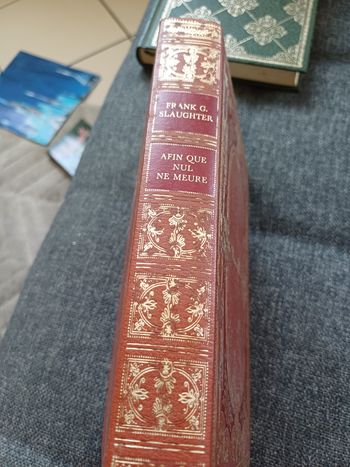 FRANK G.
SLAUGHTER
AFIN QUE
NUL
NE MEURE